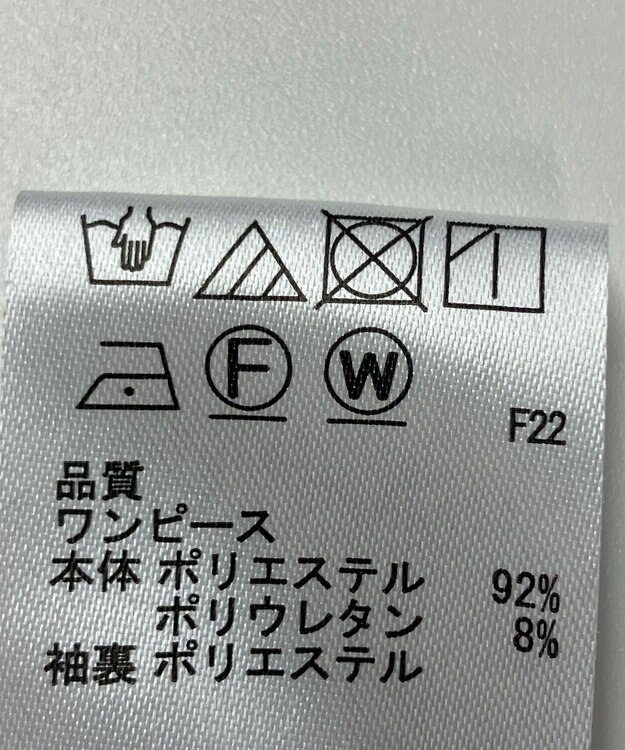 F W
F22
品質
ワンピース
本体 ポリエステル 92%
ポリウレタン 8%
袖裏 ポリエステル